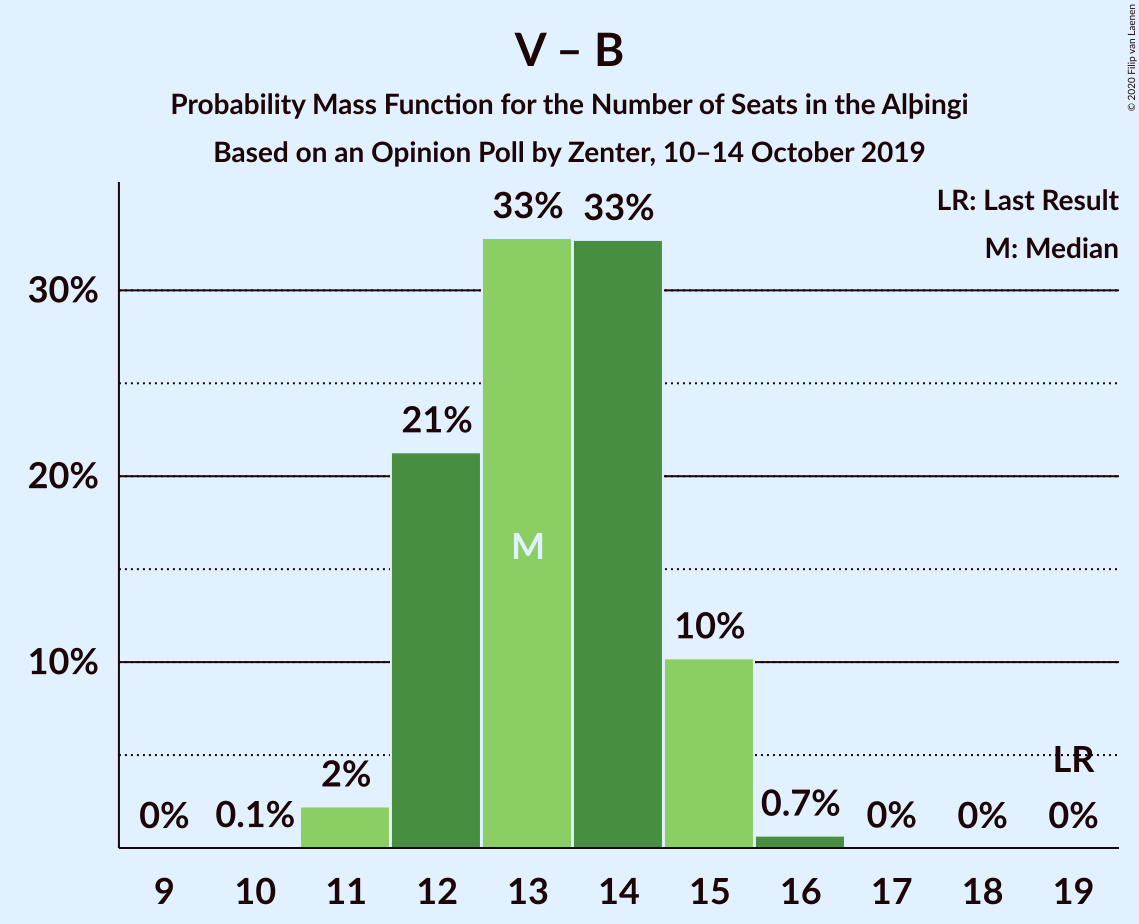 V – B
Probability Mass Function for the Number of Seats in the Alþingi
Based on an Opinion Poll by Zenter, 10–14 October 2019
© 2020 Filip van Laenen
LR: Last Result
M: Median
33% 33%
30%
21%
20%
M
10%
10%
LR
2%
0% 0.1% 0.7% 0% 0% 0%
9 10 11 12 13 14 15 16 17 18 19